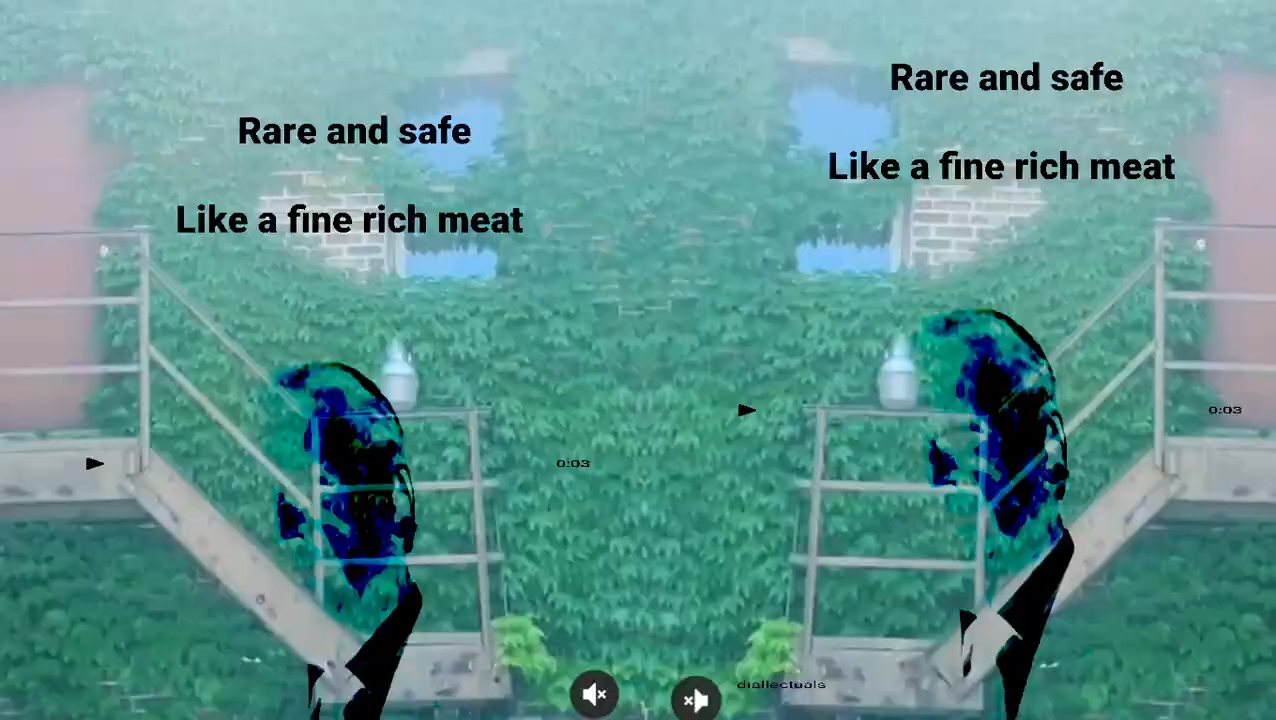 Rare and safe
Like a fine rich meat
0:03
Rare and safe
Like a fine rich meat
0:03
diallectuals